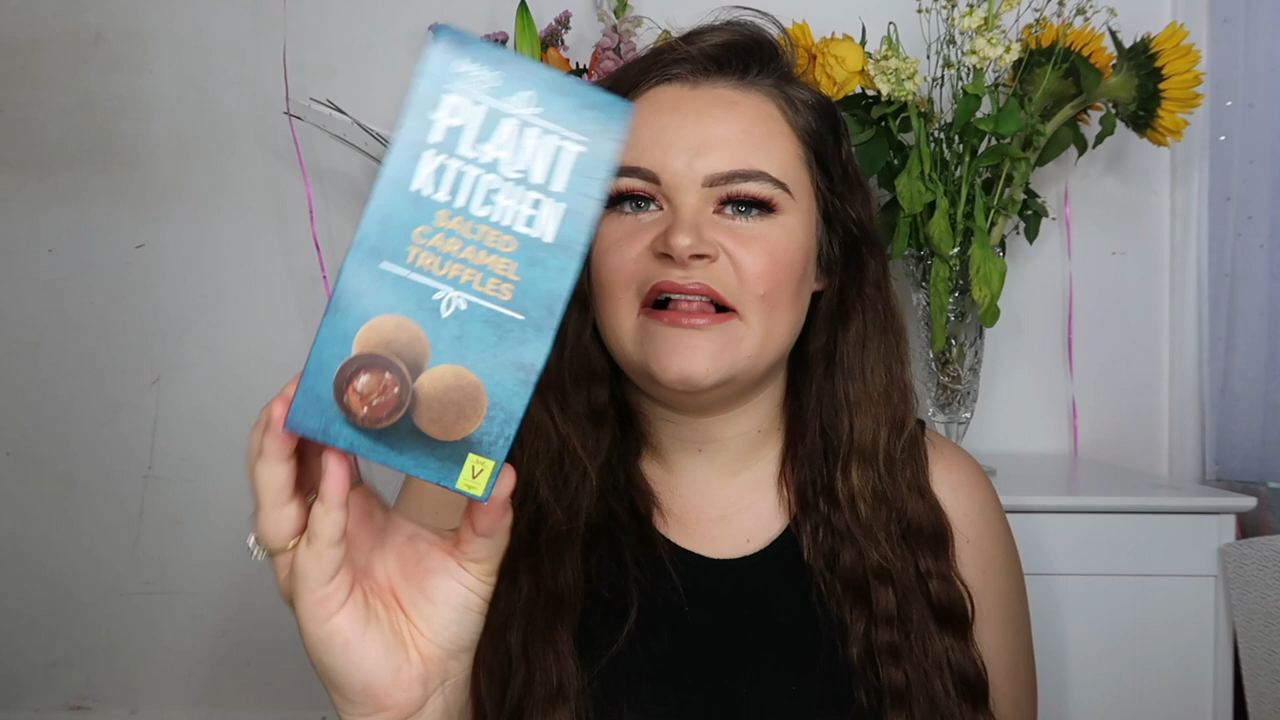 PLANT
KITCHEN
SALTED
CARAMEL
TRUFFLES
V